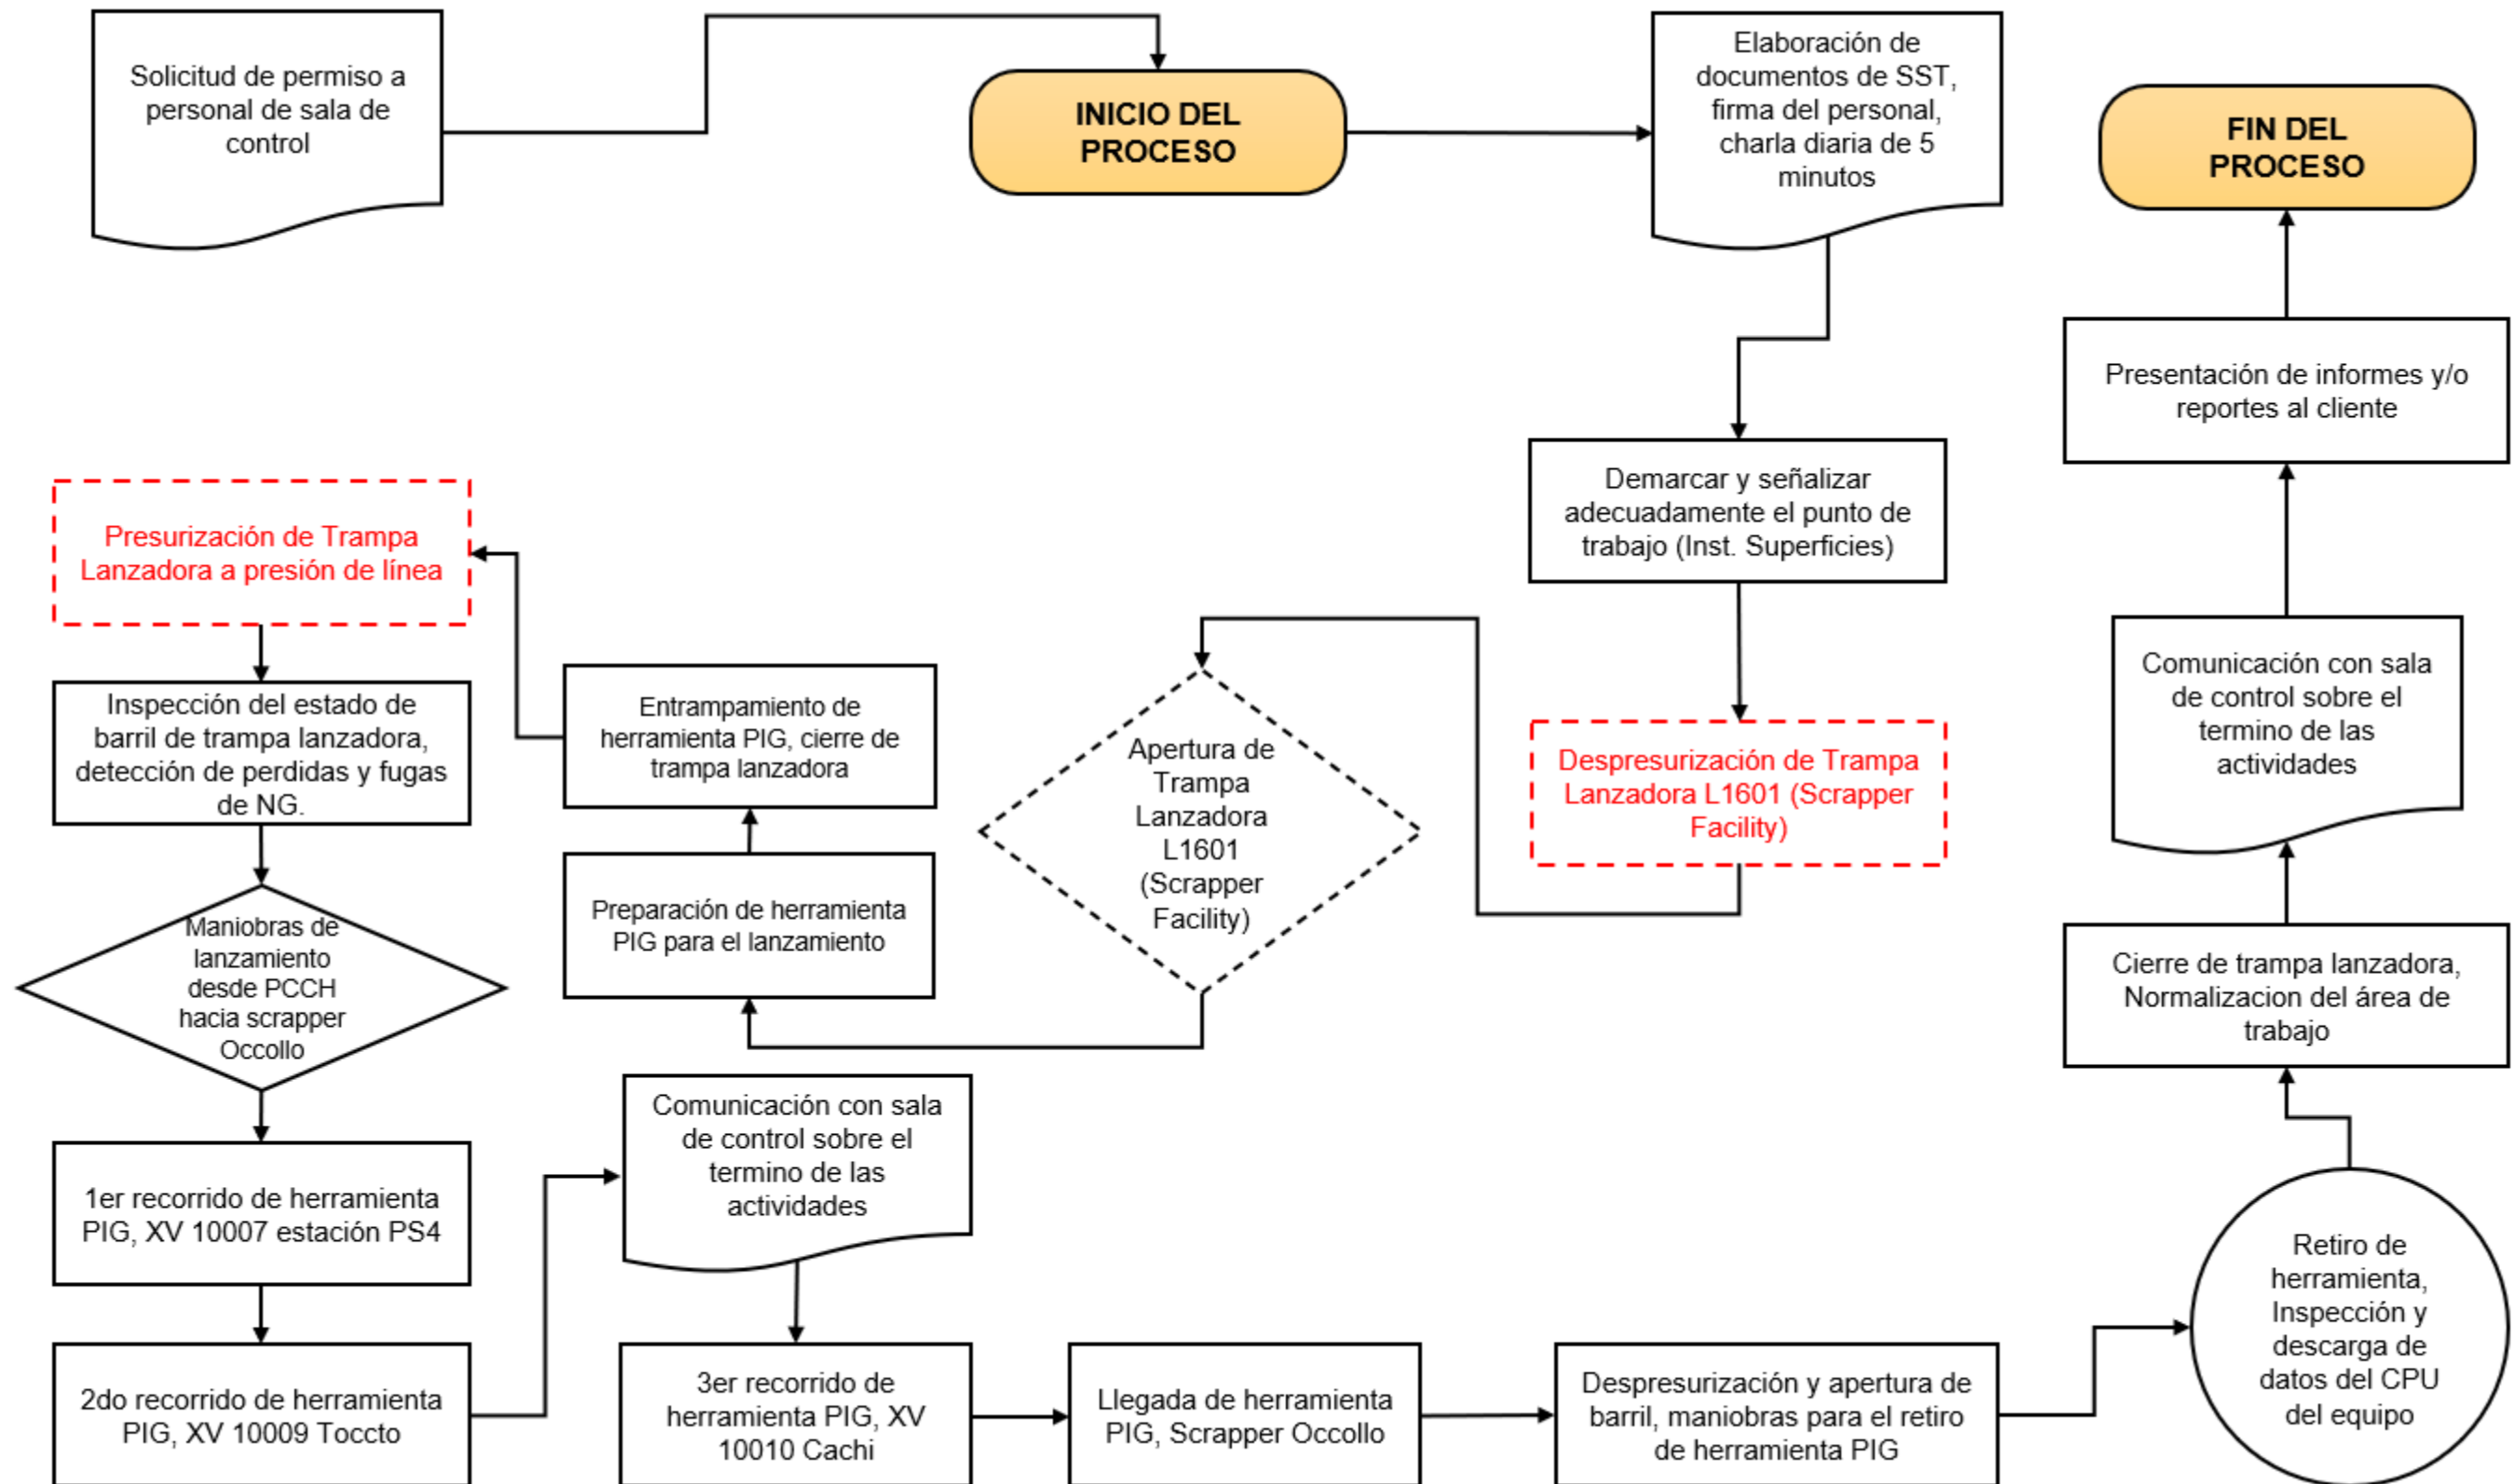 Solicitud de permiso a
personal de sala de
control
INICIO DEL
PROCESO
Elaboración de
documentos de SST,
firma del personal,
charla diaria de 5
minutos
Demarcar y señalizar
adecuadamente el punto de
trabajo (Inst. Superficies)
Despresurización de Trampa
Lanzadora L1601 (Scrapper
Facility)
Apertura de
Trampa
Lanzadora
L1601
(Scrapper
Facility)
Preparación de herramienta
PIG para el lanzamiento
Entrampamiento de
herramienta PIG, cierre de
trampa lanzadora
Presurización de Trampa
Lanzadora a presión de línea
Inspección del estado de
barril de trampa lanzadora,
detección de perdidas y fugas
de NG.
Maniobras de
lanzamiento
desde PCCH
hacia scrapper
Occollo
1er recorrido de herramienta
PIG, XV 10007 estación PS4
2do recorrido de herramienta
PIG, XV 10009 Toccto
Comunicación con sala
de control sobre el
termino de las
actividades
3er recorrido de
herramienta PIG, XV
10010 Cachi
Llegada de herramienta
PIG, Scrapper Occollo
Despresurización y apertura de
barril, maniobras para el retiro
de herramienta PIG
Retiro de
herramienta,
Inspección y
descarga de
datos del CPU
del equipo
Cierre de trampa lanzadora,
Normalizacion del área de
trabajo
Comunicación con sala
de control sobre el
termino de las
actividades
Presentación de informes y/o
reportes al cliente
FIN DEL
PROCESO